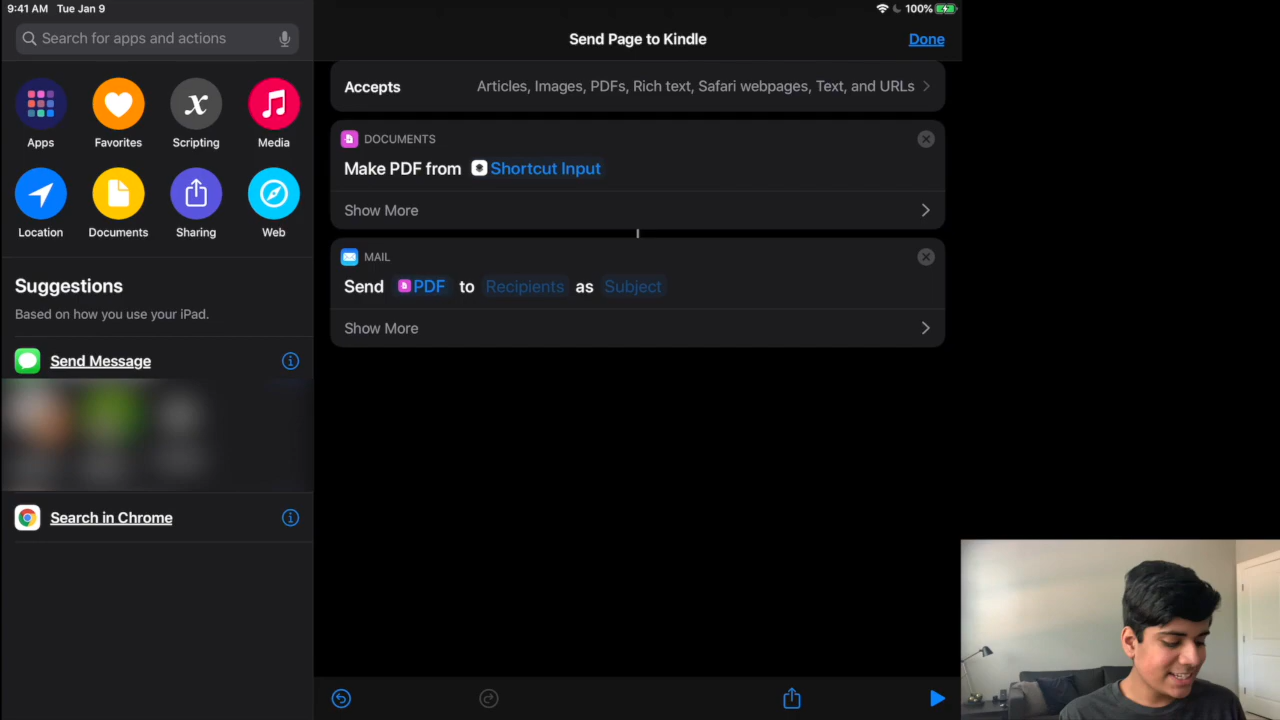 9:41 AM Tue Jan 9
100%
Search for apps and actions
Send Page to Kindle
Done
Apps
Favorites
Scripting
Media
Location
Documents
Sharing
Web
Suggestions
Based on how you use your iPad.
Send Message
Search in Chrome
Accepts Articles, Images, PDFs, Rich text, Safari webpages, Text, and URLs
DOCUMENTS
Make PDF from Shortcut Input
Show More
MAIL
Send PDF to Recipients as Subject
Show More